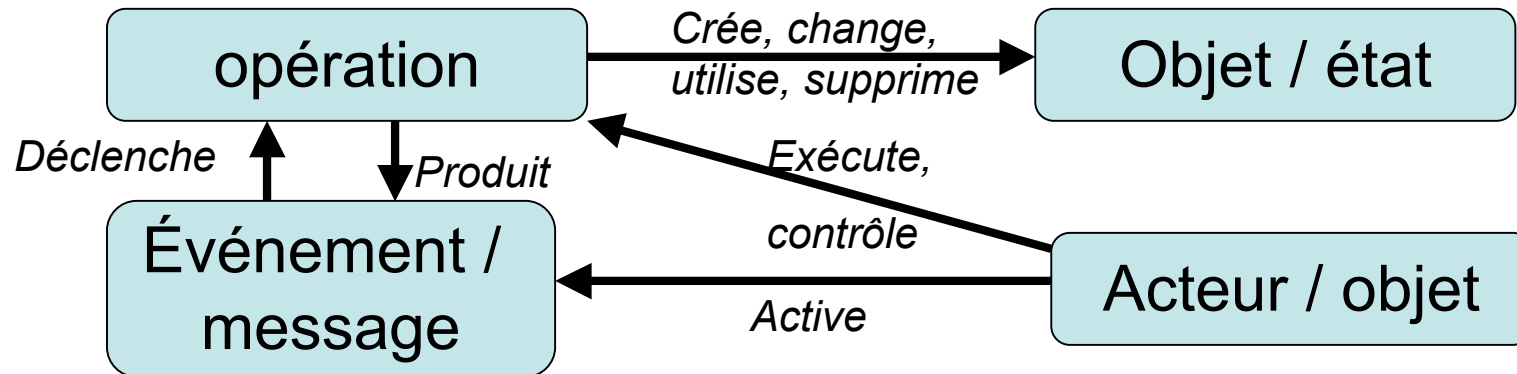 opération
Crée, change,
utilise, supprime
Objet / état
Déclenche
Produit
Exécute,
contrôle
Événement /
message
Active
Acteur / objet